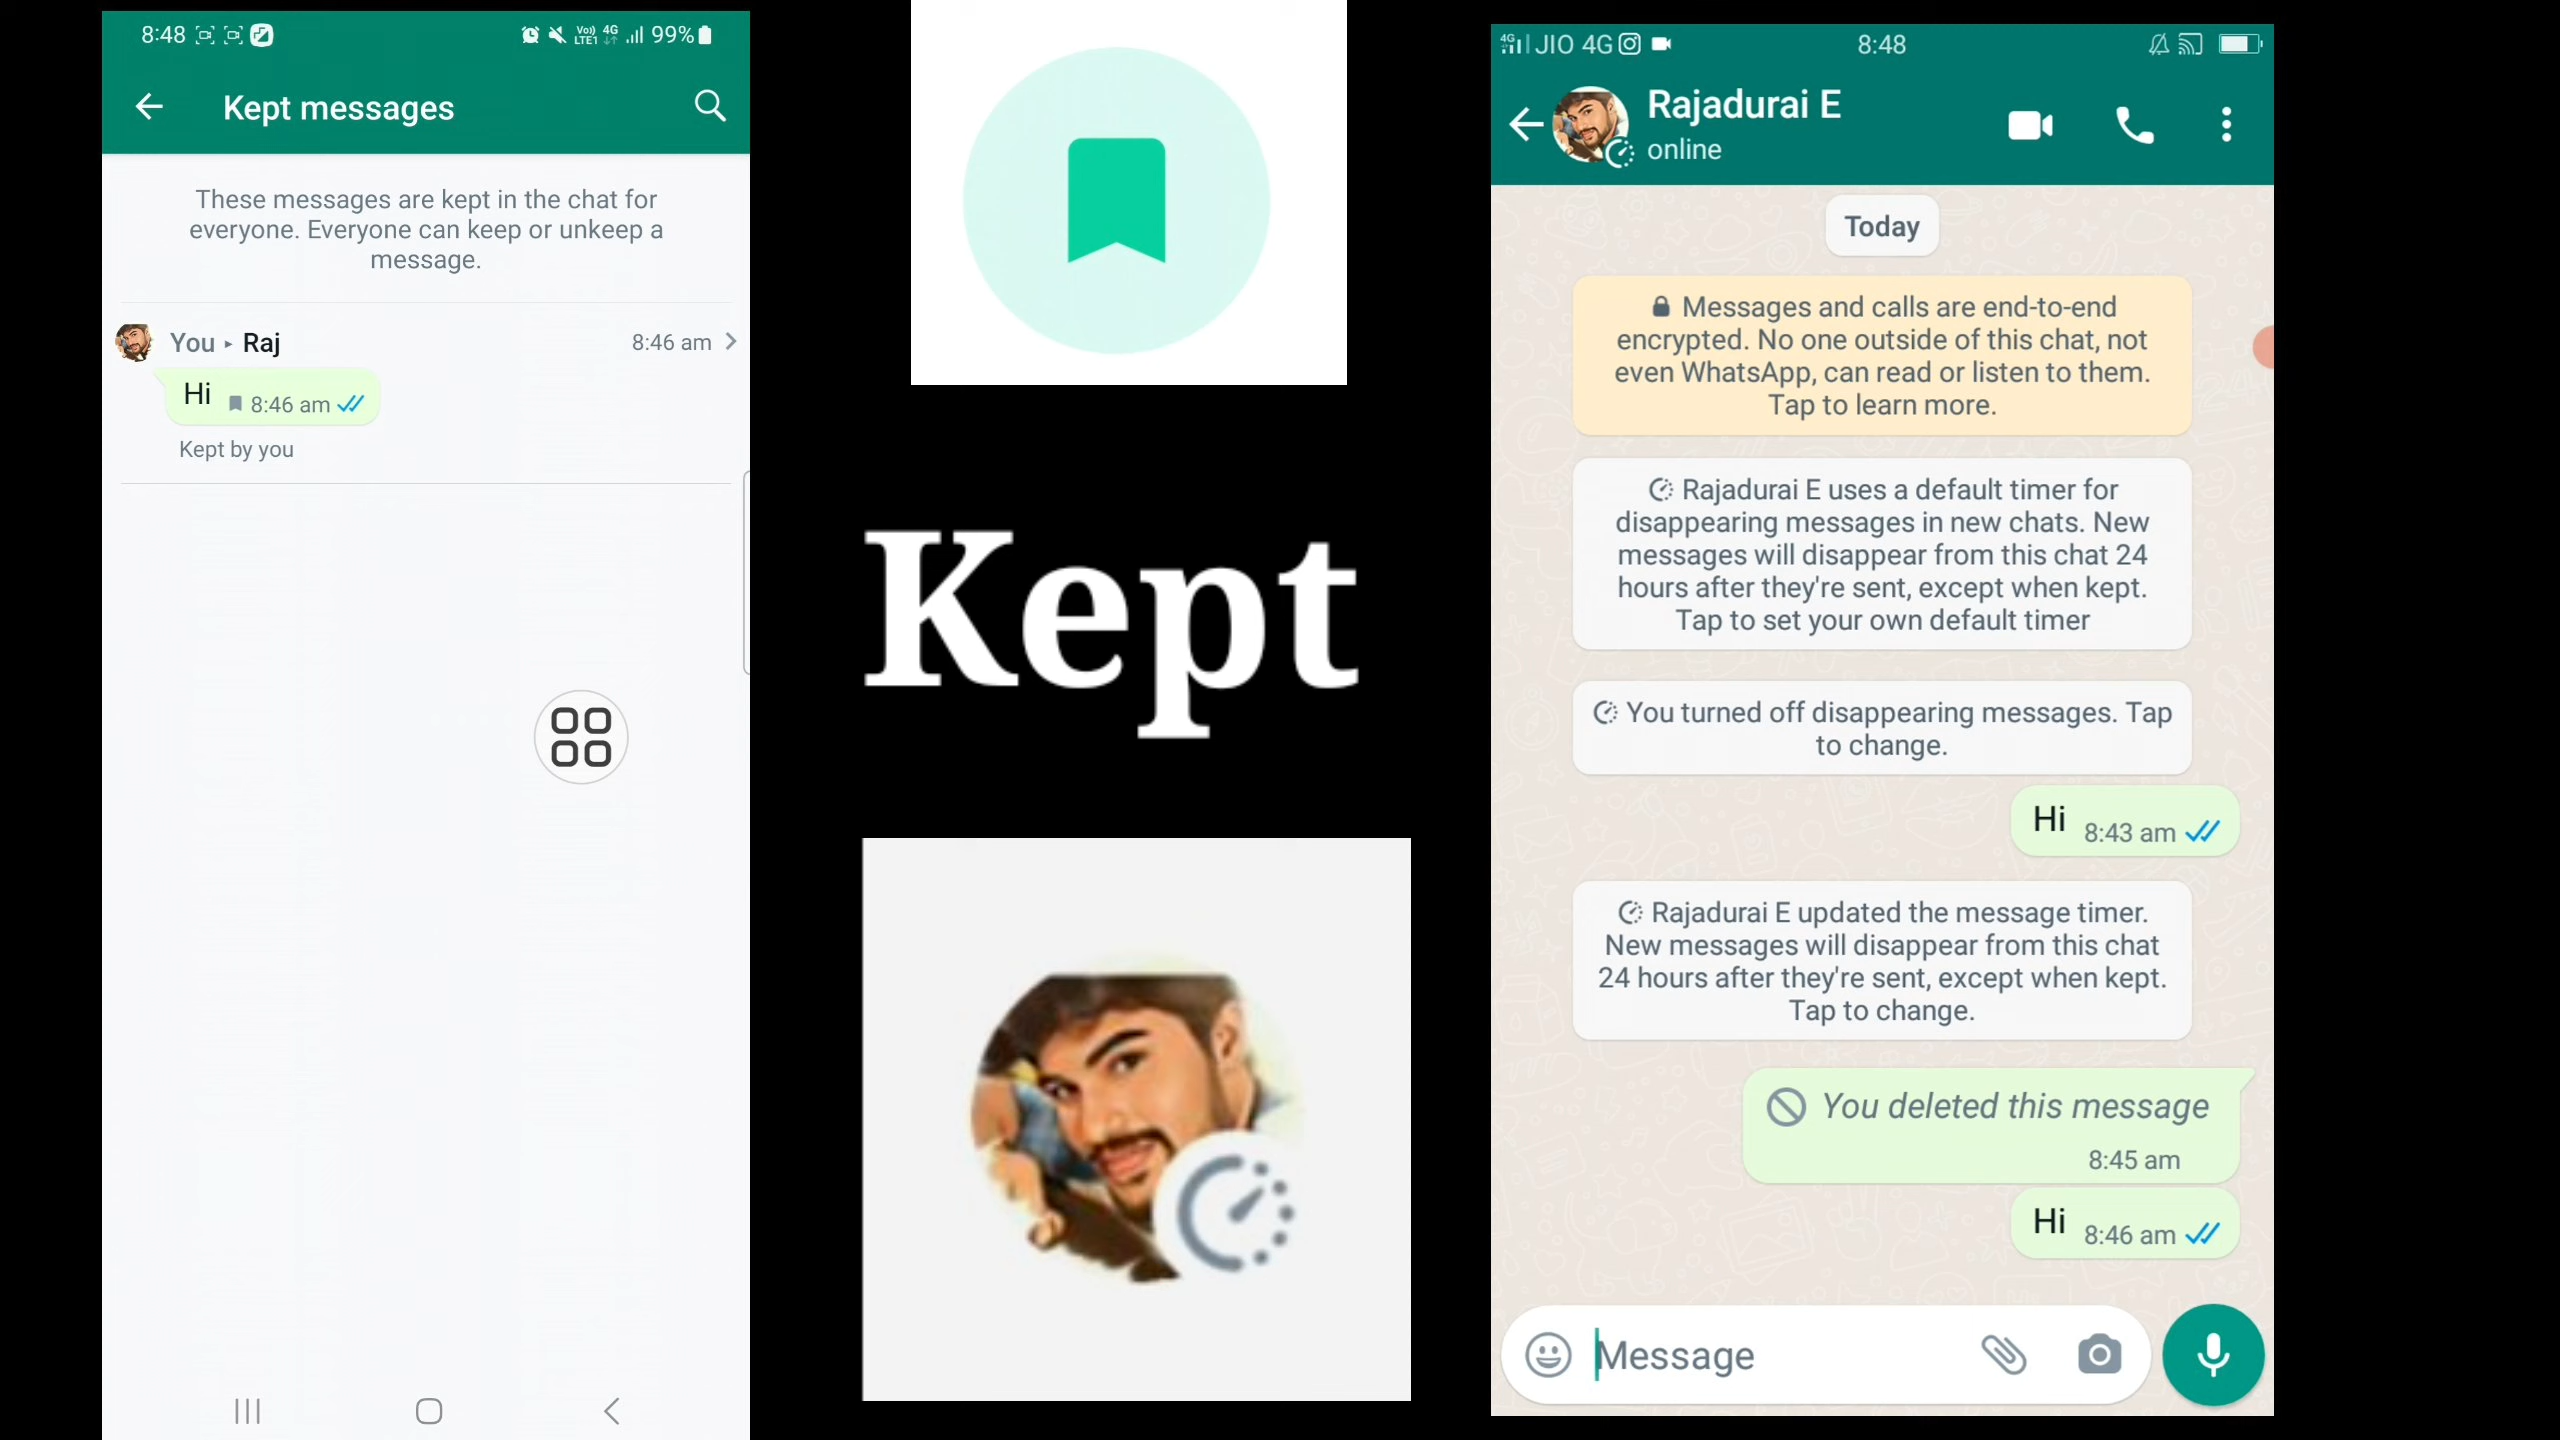 8:48
Vo)) LTE1 4G 99%
Kept messages
These messages are kept in the chat for
everyone. Everyone can keep or unkeep a
message.
You ▸ Raj 8:46 am
Hi 8:46 am
Kept by you
Kept
4G JIO 4G 8:48
Rajadurai E
online
Today
Messages and calls are end-to-end
encrypted. No one outside of this chat, not
even WhatsApp, can read or listen to them.
Tap to learn more.
Rajadurai E uses a default timer for
disappearing messages in new chats. New
messages will disappear from this chat 24
hours after they're sent, except when kept.
Tap to set your own default timer
You turned off disappearing messages. Tap
to change.
Hi 8:43 am
Rajadurai E updated the message timer.
New messages will disappear from this chat
24 hours after they're sent, except when kept.
Tap to change.
You deleted this message
8:45 am
Hi 8:46 am
Message